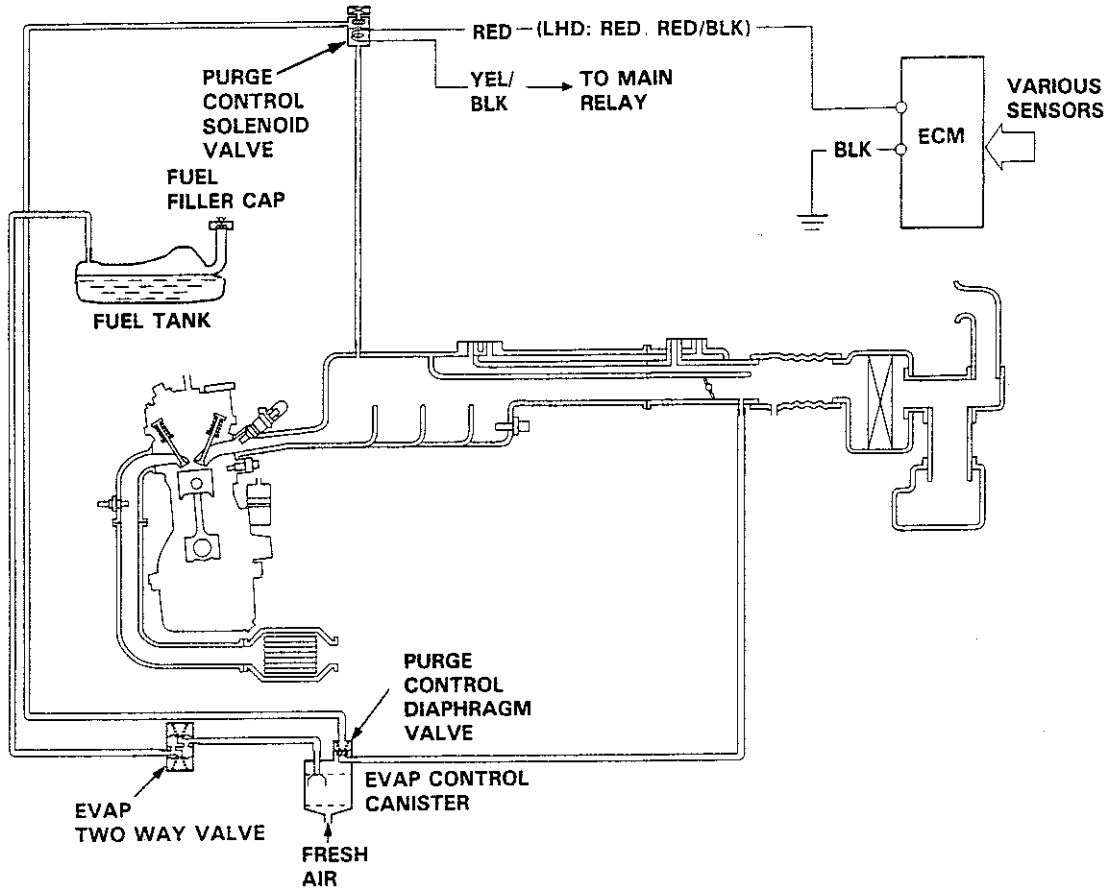 RED (LHD: RED. RED/BLK)
PURGE
CONTROL
SOLENOID
VALVE
YEL/
BLK
TO MAIN
RELAY
VARIOUS
SENSORS
ECM
BLK
FUEL
FILLER CAP
FUEL TANK
PURGE
CONTROL
DIAPHRAGM
VALVE
EVAP CONTROL
CANISTER
EVAP
TWO WAY VALVE
FRESH
AIR